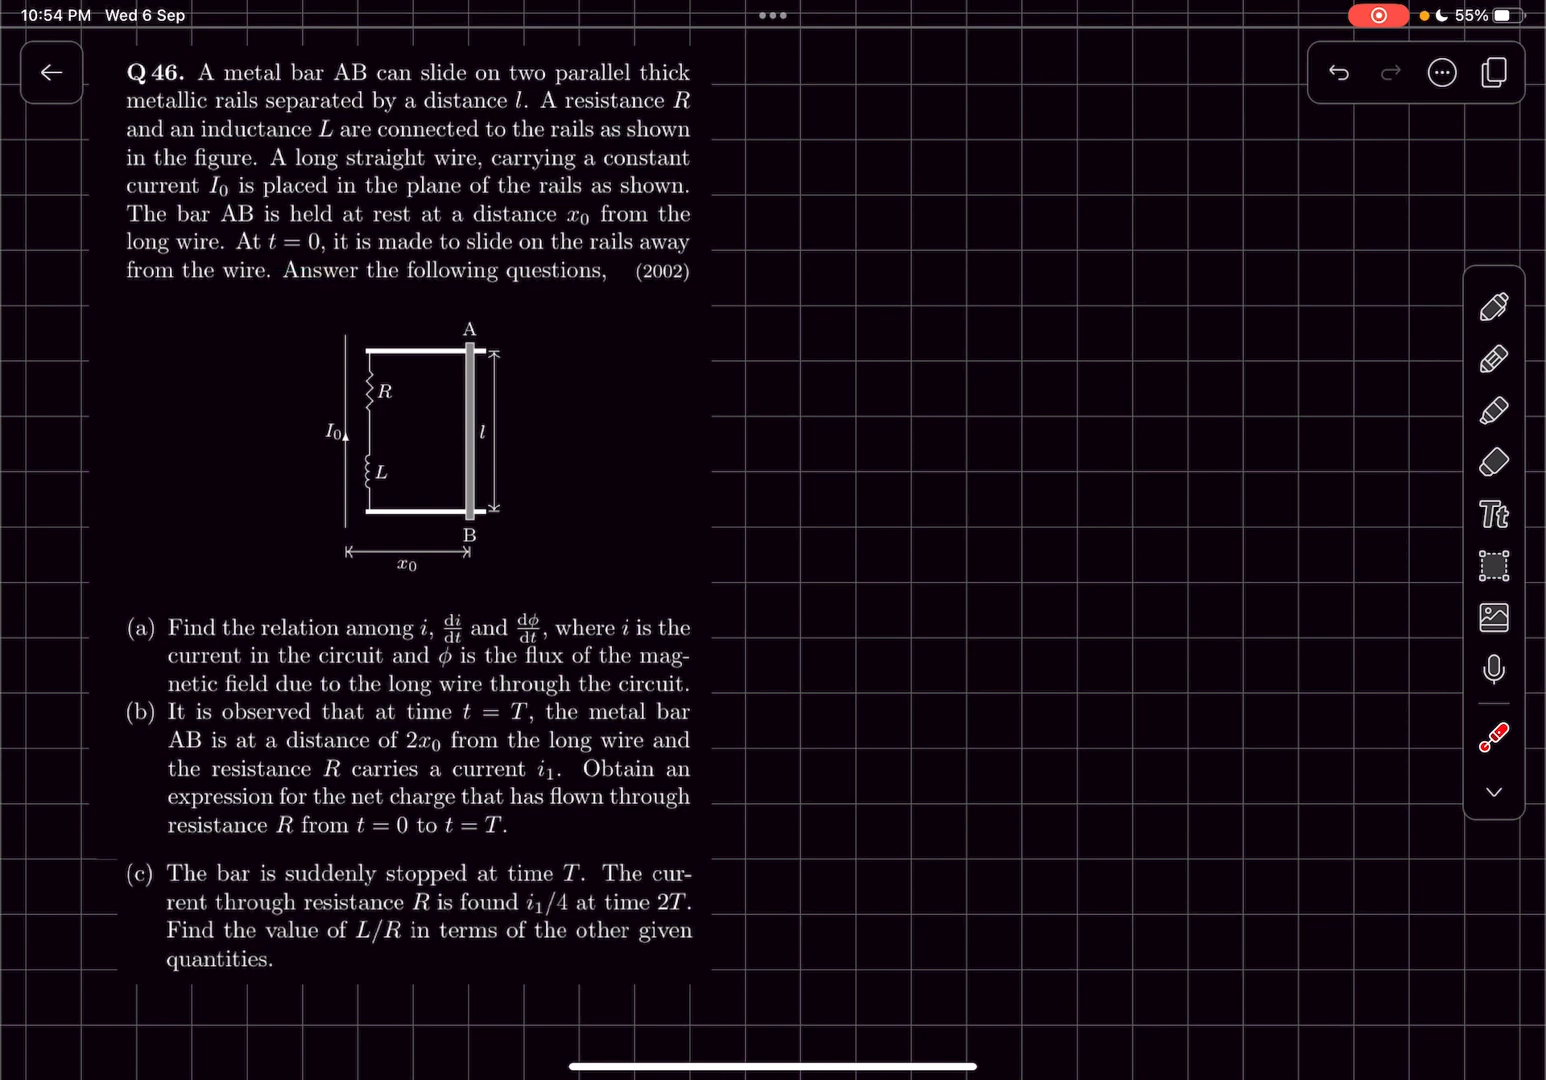 10:54 PM Wed 6 Sep
55%
Q 46. A metal bar AB can slide on two parallel thick
metallic rails separated by a distance l. A resistance R
and an inductance L are connected to the rails as shown
in the figure. A long straight wire, carrying a constant
current I₀ is placed in the plane of the rails as shown.
The bar AB is held at rest at a distance x₀ from the
long wire. At t = 0, it is made to slide on the rails away
from the wire. Answer the following questions, (2002)
A
R
I₀
l
L
B
x₀
(a) Find the relation among i, di/dt and dϕ/dt, where i is the
current in the circuit and ϕ is the flux of the mag-
netic field due to the long wire through the circuit.
(b) It is observed that at time t = T, the metal bar
AB is at a distance of 2x₀ from the long wire and
the resistance R carries a current i₁. Obtain an
expression for the net charge that has flown through
resistance R from t = 0 to t = T.
(c) The bar is suddenly stopped at time T. The cur-
rent through resistance R is found i₁/4 at time 2T.
Find the value of L/R in terms of the other given
quantities.
Tt